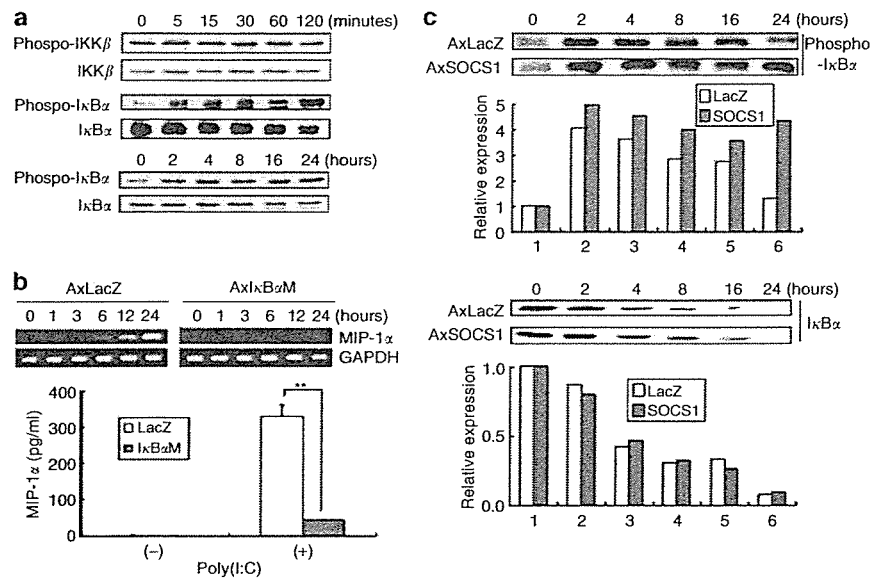 a
0 5 15 30 60 120 (minutes)
Phospho-IKKβ
IKKβ
Phospho-IκBα
IκBα
0 2 4 8 16 24 (hours)
Phospho-IκBα
IκBα
b
AxLacZ AxIκBαM
0 1 3 6 12 24 0 1 3 6 12 24 (hours)
MIP-1α
GAPDH
400
300
200
100
0
MIP-1α (pg/ml)
LacZ
IκBαM
**
(–) (+)
Poly(I:C)
c
0 2 4 8 16 24 (hours)
AxLacZ
AxSOCS1
Phospho
-IκBα
Relative expression
5
4
3
2
1
0
LacZ
SOCS1
1 2 3 4 5 6
0 2 4 8 16 24 (hours)
AxLacZ
AxSOCS1
IκBα
Relative expression
1.0
0.5
0.0
LacZ
SOCS1
1 2 3 4 5 6